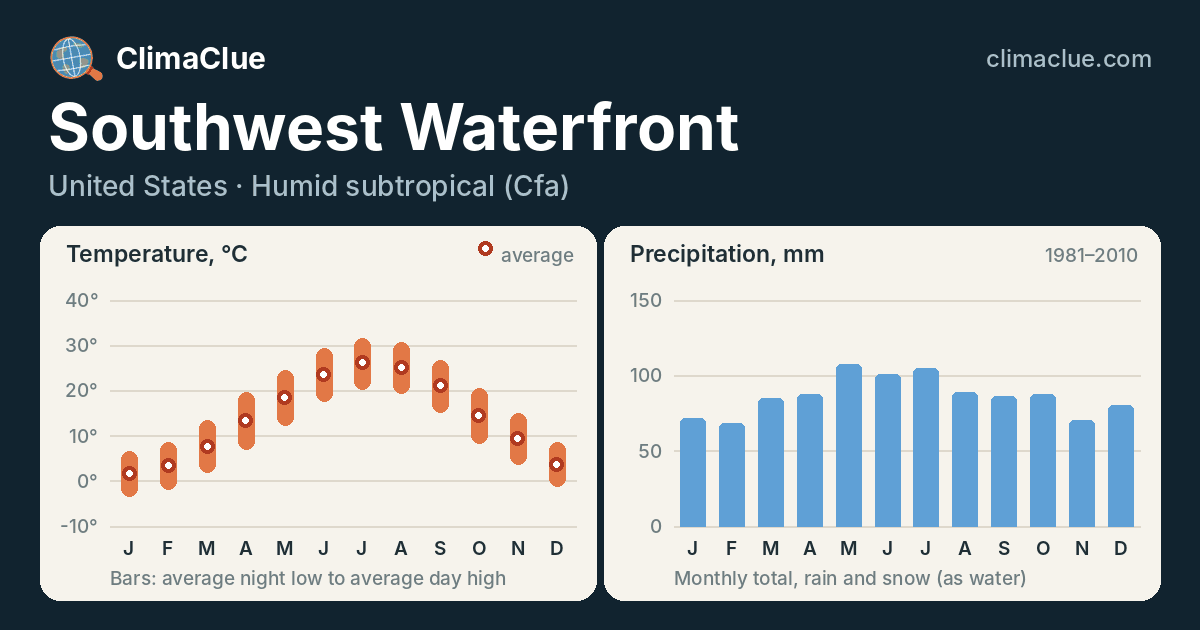 ClimaClue
climaclue.com
Southwest Waterfront
United States · Humid subtropical (Cfa)
Temperature, °C
average
40°
30°
20°
10°
0°
-10°
J F M A M J J A S O N D
Bars: average night low to average day high
Precipitation, mm
1981–2010
150
100
50
0
J F M A M J J A S O N D
Monthly total, rain and snow (as water)